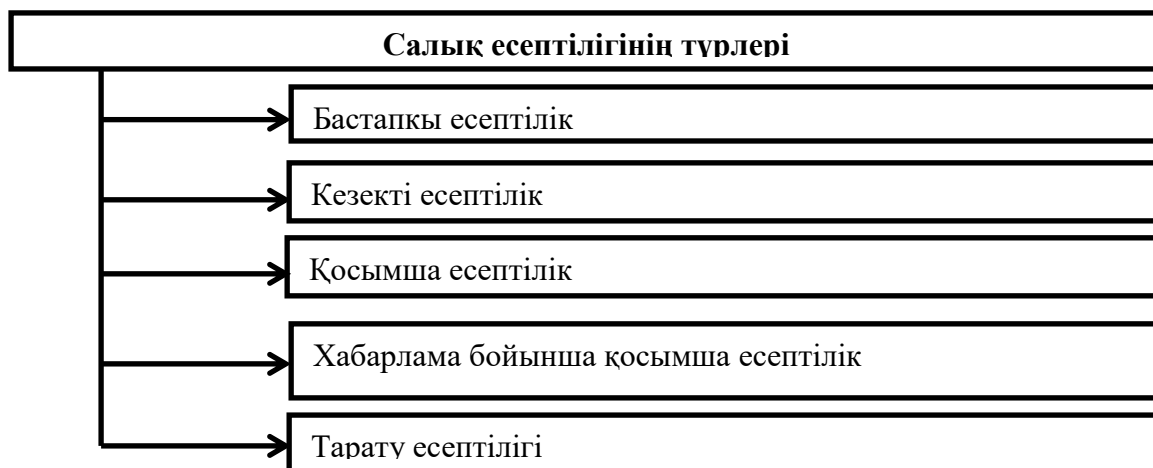 Салық есептілігінің түрлері
Бастапқы есептілік
Кезекті есептілік
Қосымша есептілік
Хабарлама бойынша қосымша есептілік
Тарату есептілігі